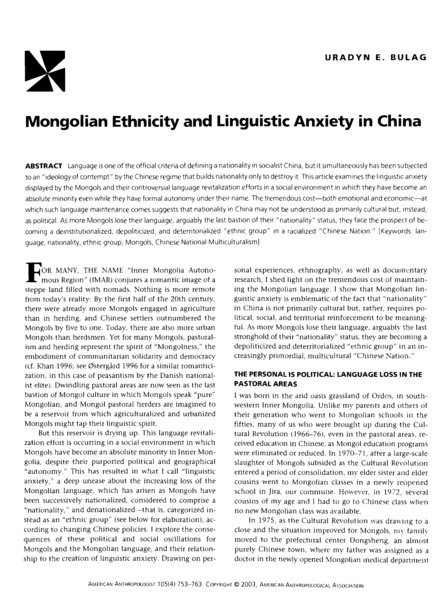 URADYN E. BULAG
Mongolian Ethnicity and Linguistic Anxiety in China
ABSTRACT Language is one of the official criteria of defining a nationality in socialist China, but it simultaneously has been subjected
to an "ideology of contempt" by the Chinese regime that builds nationality only to destroy it. This article examines the linguistic anxiety
displayed by the Mongols and their controversial language revitalization efforts in a social environment in which they have become an
absolute minority even while they have formal autonomy under their name. The tremendous cost—both emotional and economic—at
which such language maintenance comes suggests that nationality in China may not be understood as primarily cultural but, instead,
as political. As more Mongols lose their language, arguably the last bastion of their "nationality" status, they face the prospect of be-
coming a deinstitutionalized, depoliticized, and deterritorialized "ethnic group" in a racialized "Chinese Nation." [Keywords: lan-
guage, nationality, ethnic group, Mongols, Chinese National Multiculturalism]
FOR MANY, THE NAME "Inner Mongolia Autono-
mous Region" (IMAR) conjures a romantic image of a
steppe land filled with nomads. Nothing is more remote
from today's reality: By the first half of the 20th century,
there were already more Mongols engaged in agriculture
than in herding, and Chinese settlers outnumbered the
Mongols by five to one. Today, there are also more urban
Mongols than herdsmen. Yet for many Mongols, pastoral-
ism and herding represent the spirit of "Mongolness," the
embodiment of communitarian solidarity and democracy
(cf. Khan 1996; see Østergård 1996 for a similar romantici-
zation, in this case of peasantism by the Danish national-
ist elite). Dwindling pastoral areas are now seen as the last
bastion of Mongol culture in which Mongols speak "pure"
Mongolian, and Mongol pastoral herders are imagined to
be a reservoir from which agriculturalized and urbanized
Mongols might tap their linguistic spirit.
But this reservoir is drying up. This language revitali-
zation effort is occurring in a social environment in which
Mongols have become an absolute minority in Inner Mon-
golia, despite their purported political and geographical
"autonomy." This has resulted in what I call "linguistic
anxiety," a deep unease about the increasing loss of the
Mongolian language, which has arisen as Mongols have
been successively nationalized, considered to comprise a
"nationality," and denationalized—that is, categorized in-
stead as an "ethnic group" (see below for elaboration), ac-
cording to changing Chinese policies. I explore the conse-
quences of these political and social oscillations for
Mongols and the Mongolian language, and their relation-
ship to the creation of linguistic anxiety. Drawing on per-
sonal experiences, ethnography, as well as documentary
research, I shed light on the tremendous cost of maintain-
ing the Mongolian language. I show that Mongolian lin-
guistic anxiety is emblematic of the fact that "nationality"
in China is not primarily cultural but, rather, requires po-
litical, social, and territorial reinforcement to be meaning-
ful. As more Mongols lose their language, arguably the last
stronghold of their "nationality" status, they are becoming a
depoliticized and deterritorialized "ethnic group" in an in-
creasingly primordial, multicultural "Chinese Nation."
THE PERSONAL IS POLITICAL: LANGUAGE LOSS IN THE
PASTORAL AREAS
I was born in the arid oasis grassland of Ordos, in south-
western Inner Mongolia. Unlike my parents and others of
their generation who went to Mongolian schools in the
fifties, many of us who were brought up during the Cul-
tural Revolution (1966–76), even in the pastoral areas, re-
ceived education in Chinese, as Mongol education programs
were eliminated or reduced. In 1970–71, after a large-scale
slaughter of Mongols subsided as the Cultural Revolution
entered a period of consolidation, my elder sister and elder
cousins went to Mongolian classes in a newly reopened
school in Jira, our commune. However, in 1972, several
cousins of my age and I had to go to Chinese class when
no new Mongolian class was available.
In 1975, as the Cultural Revolution was drawing to a
close and the situation improved for Mongols, my family
moved to the prefectural center Dongsheng, an almost
purely Chinese town, where my father was assigned as a
doctor in the newly opened Mongolian medical department
AMERICAN ANTHROPOLOGIST 105(4):753–763. COPYRIGHT © 2003, AMERICAN ANTHROPOLOGICAL ASSOCIATION